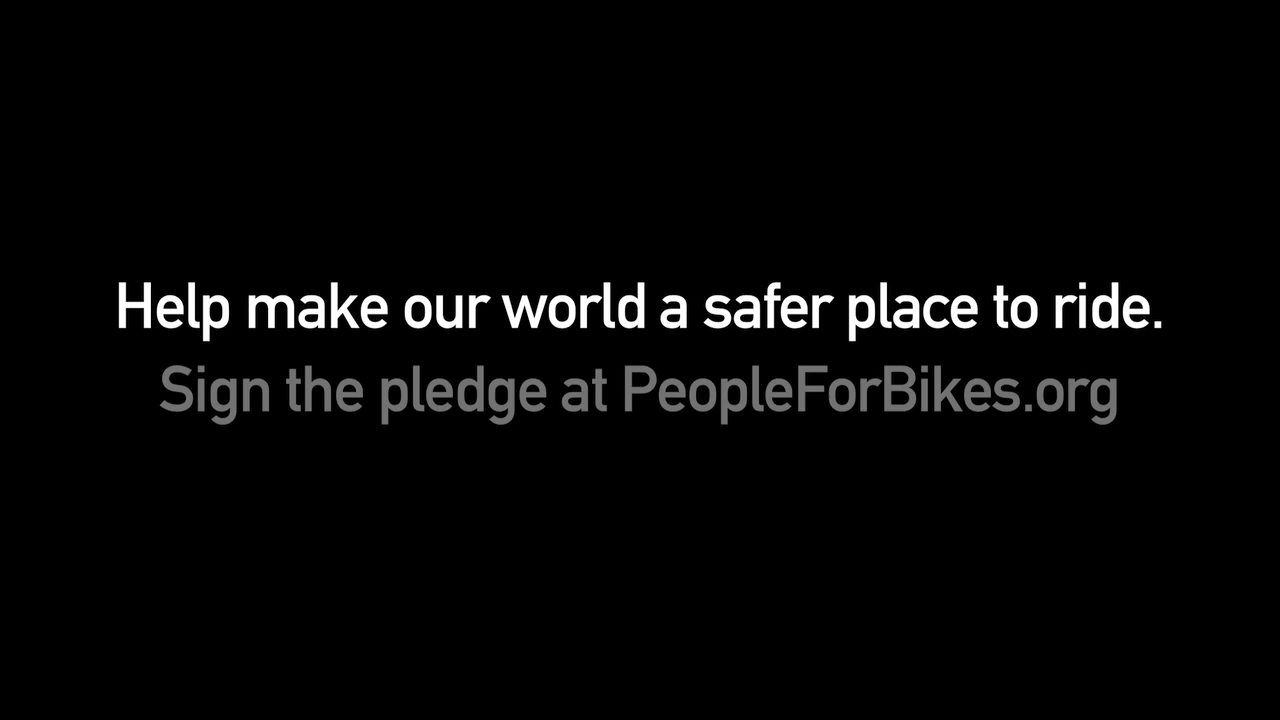 Help make our world a safer place to ride.
Sign the pledge at PeopleForBikes.org